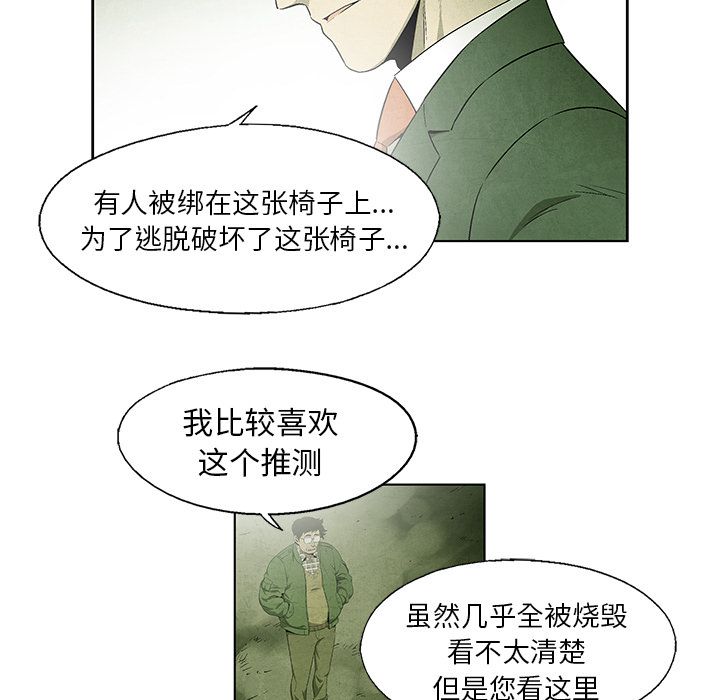 有人被绑在这张椅子上...
为了逃脱破坏了这张椅子...
我比较喜欢
这个推测
虽然几乎全被烧毁
看不太清楚
但是您看这里